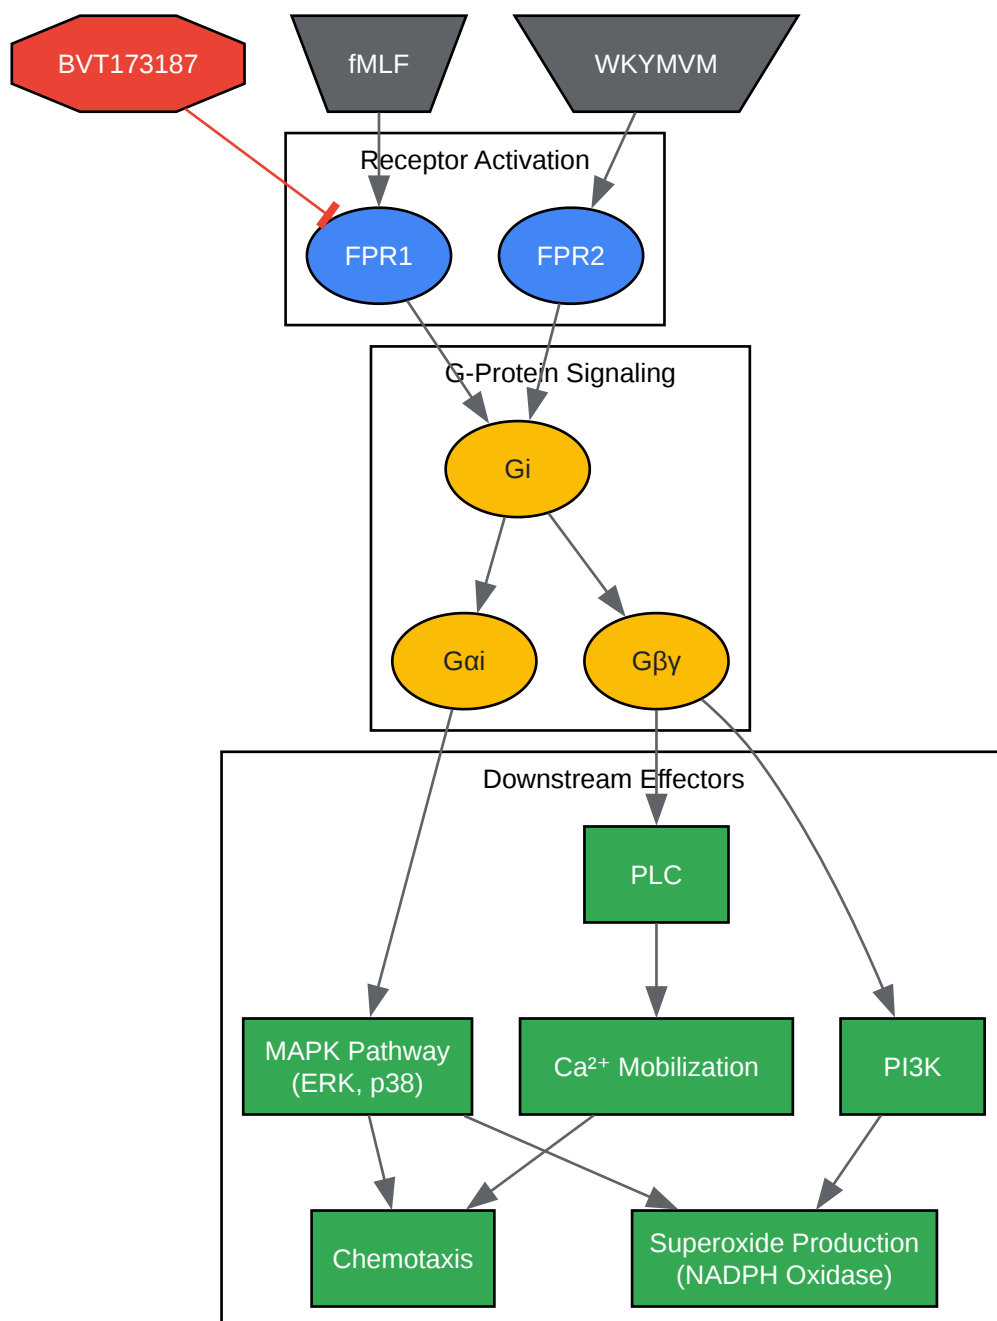 BVT173187
fMLF
WKYMVM
Receptor Activation
FPR1
FPR2
G-Protein Signaling
Gi
Gαi
Gβγ
Downstream Effectors
PLC
MAPK Pathway
(ERK, p38)
Ca²⁺ Mobilization
PI3K
Chemotaxis
Superoxide Production
(NADPH Oxidase)